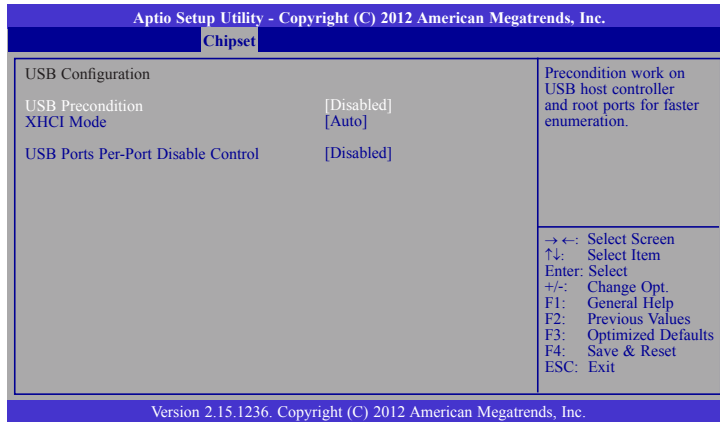 Aptio Setup Utility - Copyright (C) 2012 American Megatrends, Inc.
Chipset
USB Configuration
USB Precondition [Disabled]
XHCI Mode [Auto]
USB Ports Per-Port Disable Control [Disabled]
Precondition work on
USB host controller
and root ports for faster
enumeration.
→ ←: Select Screen
↑↓: Select Item
Enter: Select
+/-: Change Opt.
F1: General Help
F2: Previous Values
F3: Optimized Defaults
F4: Save & Reset
ESC: Exit
Version 2.15.1236. Copyright (C) 2012 American Megatrends, Inc.